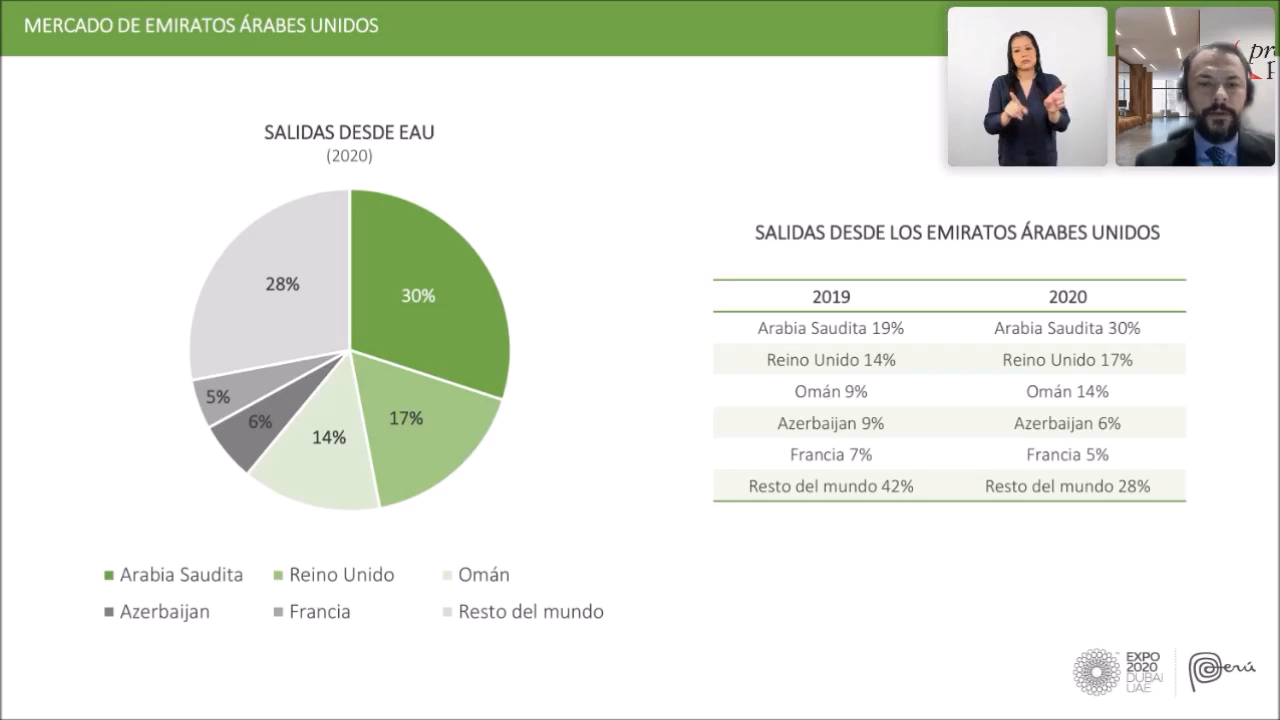 MERCADO DE EMIRATOS ÁRABES UNIDOS
SALIDAS DESDE EAU
(2020)
28%
30%
5%
6%
14%
17%
Arabia Saudita
Reino Unido
Omán
Azerbaijan
Francia
Resto del mundo
SALIDAS DESDE LOS EMIRATOS ÁRABES UNIDOS
2019 2020
Arabia Saudita 19% Arabia Saudita 30%
Reino Unido 14% Reino Unido 17%
Omán 9% Omán 14%
Azerbaijan 9% Azerbaijan 6%
Francia 7% Francia 5%
Resto del mundo 42% Resto del mundo 28%
EXPO
2020
DUBAI
UAE
Perú